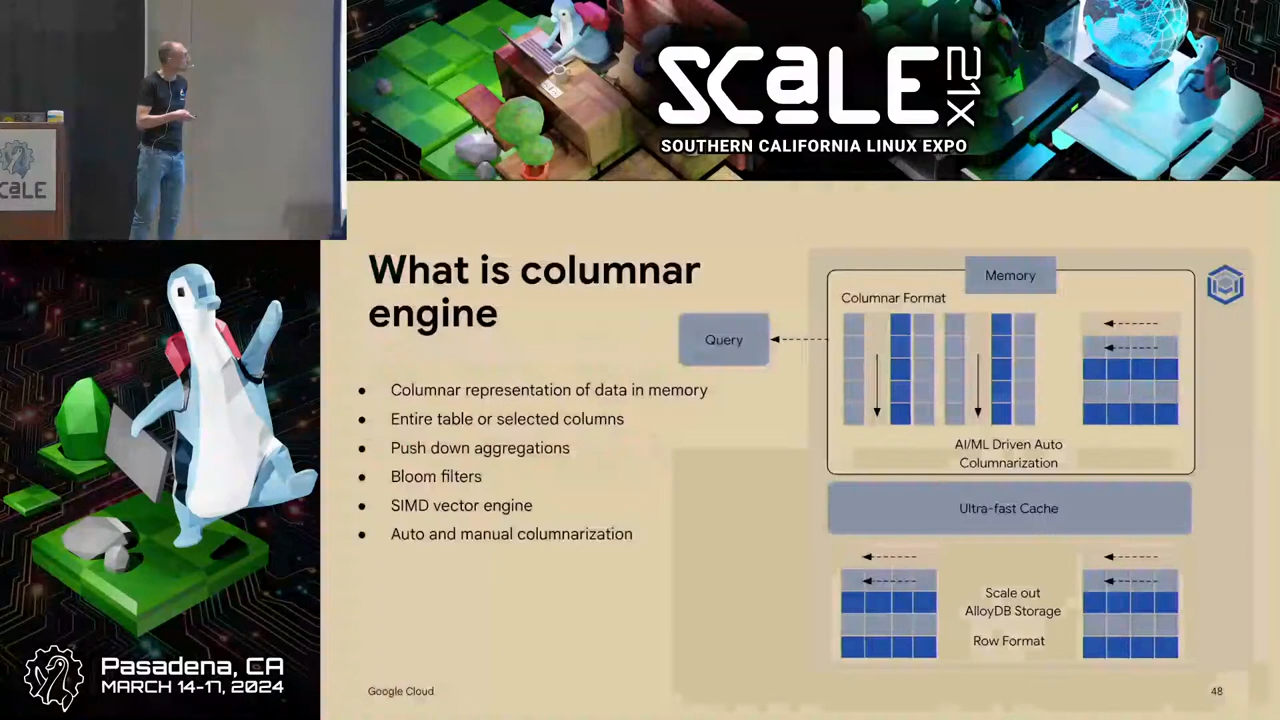 SCaLE 21X
SOUTHERN CALIFORNIA LINUX EXPO
SCaLE
What is columnar
engine
• Columnar representation of data in memory
• Entire table or selected columns
• Push down aggregations
• Bloom filters
• SIMD vector engine
• Auto and manual columnarization
Query
Memory
Columnar Format
AI/ML Driven Auto
Columnarization
Ultra-fast Cache
Scale out
AlloyDB Storage
Row Format
Pasadena, CA
MARCH 14-17, 2024
Google Cloud
48